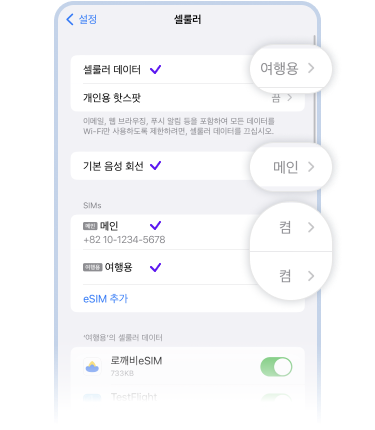 설정
셀룰러
셀룰러 데이터
여행용
개인용 핫스팟
끔
이메일, 웹 브라우징, 푸시 알림 등을 포함하여 모든 데이터를
Wi-Fi만 사용하도록 제한하려면, 셀룰러 데이터를 끄십시오.
기본 음성 회선
메인
SIMs
메인 메인
켬
+82 10-1234-5678
여행용 여행용
켬
eSIM 추가
'여행용'의 셀룰러 데이터
로깨비eSIM
733KB
TestFlight